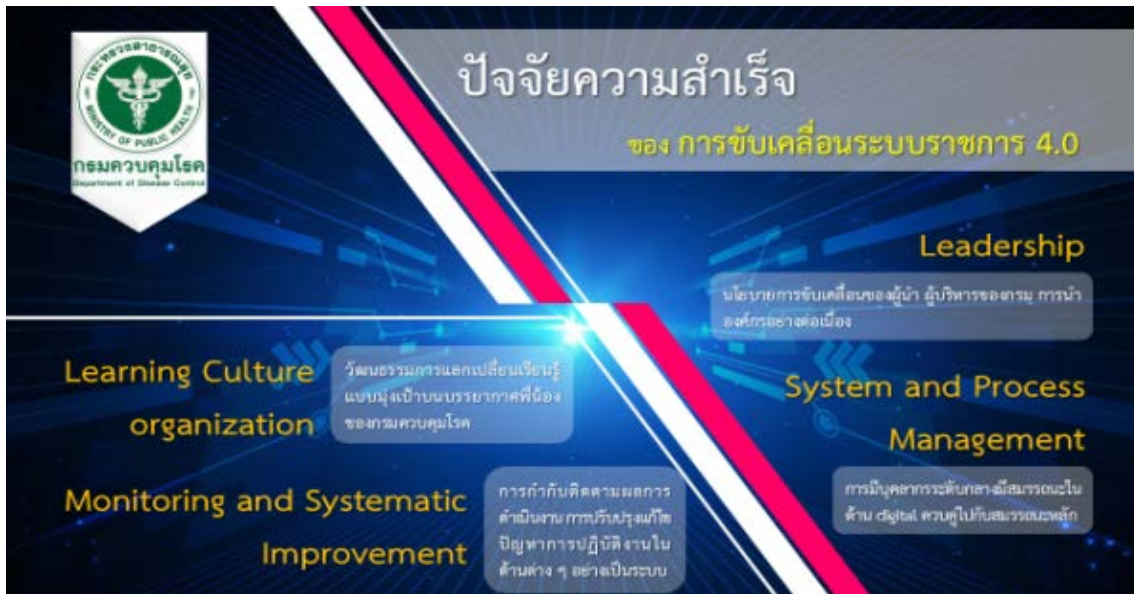 กระทรวงสาธารณสุข
MINISTRY OF PUBLIC HEALTH
กรมควบคุมโรค
Department of Disease Control
ปัจจัยความสำเร็จ
ของ การขับเคลื่อนระบบราชการ 4.0
Leadership
นโยบายการขับเคลื่อนของผู้นำ ผู้บริหารของกรม การนำ
องค์กรอย่างต่อเนื่อง
Learning Culture
organization
วัฒนธรรมการแลกเปลี่ยนเรียนรู้
แบบมุ่งเป้าบนบรรยากาศพี่น้อง
ของกรมควบคุมโรค
System and Process
Management
การมีบุคลากรระดับกลางมีสมรรถนะใน
ด้าน digital ควบคู่ไปกับสมรรถนะหลัก
Monitoring and Systematic
Improvement
การกำกับติดตามผลการ
ดำเนินงาน การปรับปรุงแก้ไข
ปัญหาการปฏิบัติงานใน
ด้านต่าง ๆ อย่างเป็นระบบ